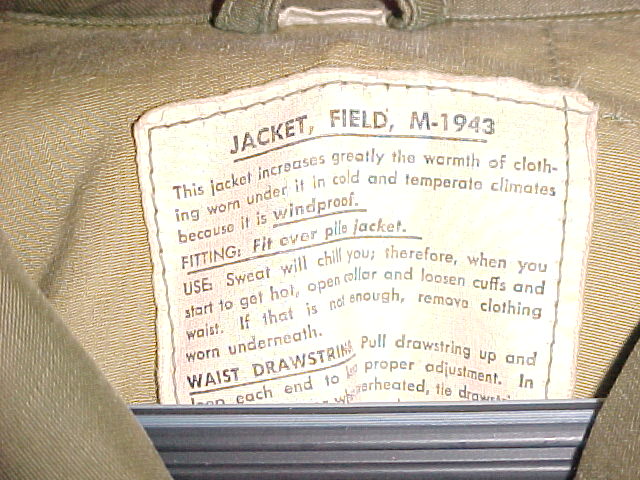 JACKET, FIELD, M-1943
This jacket increases greatly the warmth of cloth-
ing worn under it in cold and temperate climates
because it is windproof.
FITTING: Fit over pile jacket.
USE: Sweat will chill you; therefore, when you
start to get hot, open collar and loosen cuffs and
waist. If that is not enough, remove clothing
worn underneath.
WAIST DRAWSTRING Pull drawstring up and
each end to proper adjustment. In
tie